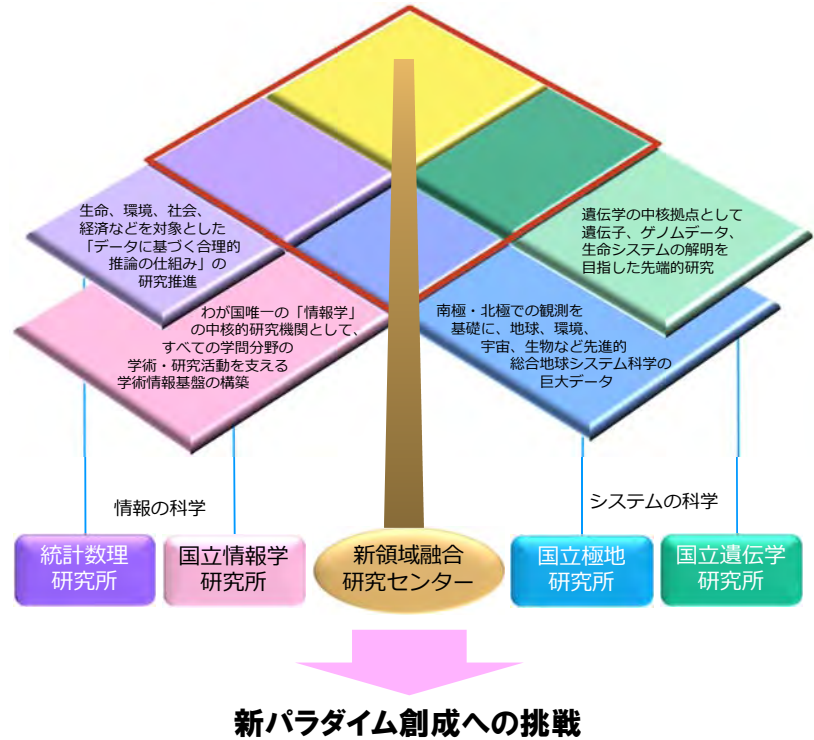 生命、環境、社会、
経済などを対象とした
「データに基づく合理的
推論の仕組み」の
研究推進
わが国唯一の「情報学」
の中核的研究機関として、
すべての学問分野の
学術・研究活動を支える
学術情報基盤の構築
南極・北極での観測を
基礎に、地球、環境、
宇宙、生物など先進的
総合地球システム科学の
巨大データ
遺伝学の中核拠点として
遺伝子、ゲノムデータ、
生命システムの解明を
目指した先端的研究
情報の科学
システムの科学
統計数理
研究所
国立情報学
研究所
新領域融合
研究センター
国立極地
研究所
国立遺伝学
研究所
新パラダイム創成への挑戦